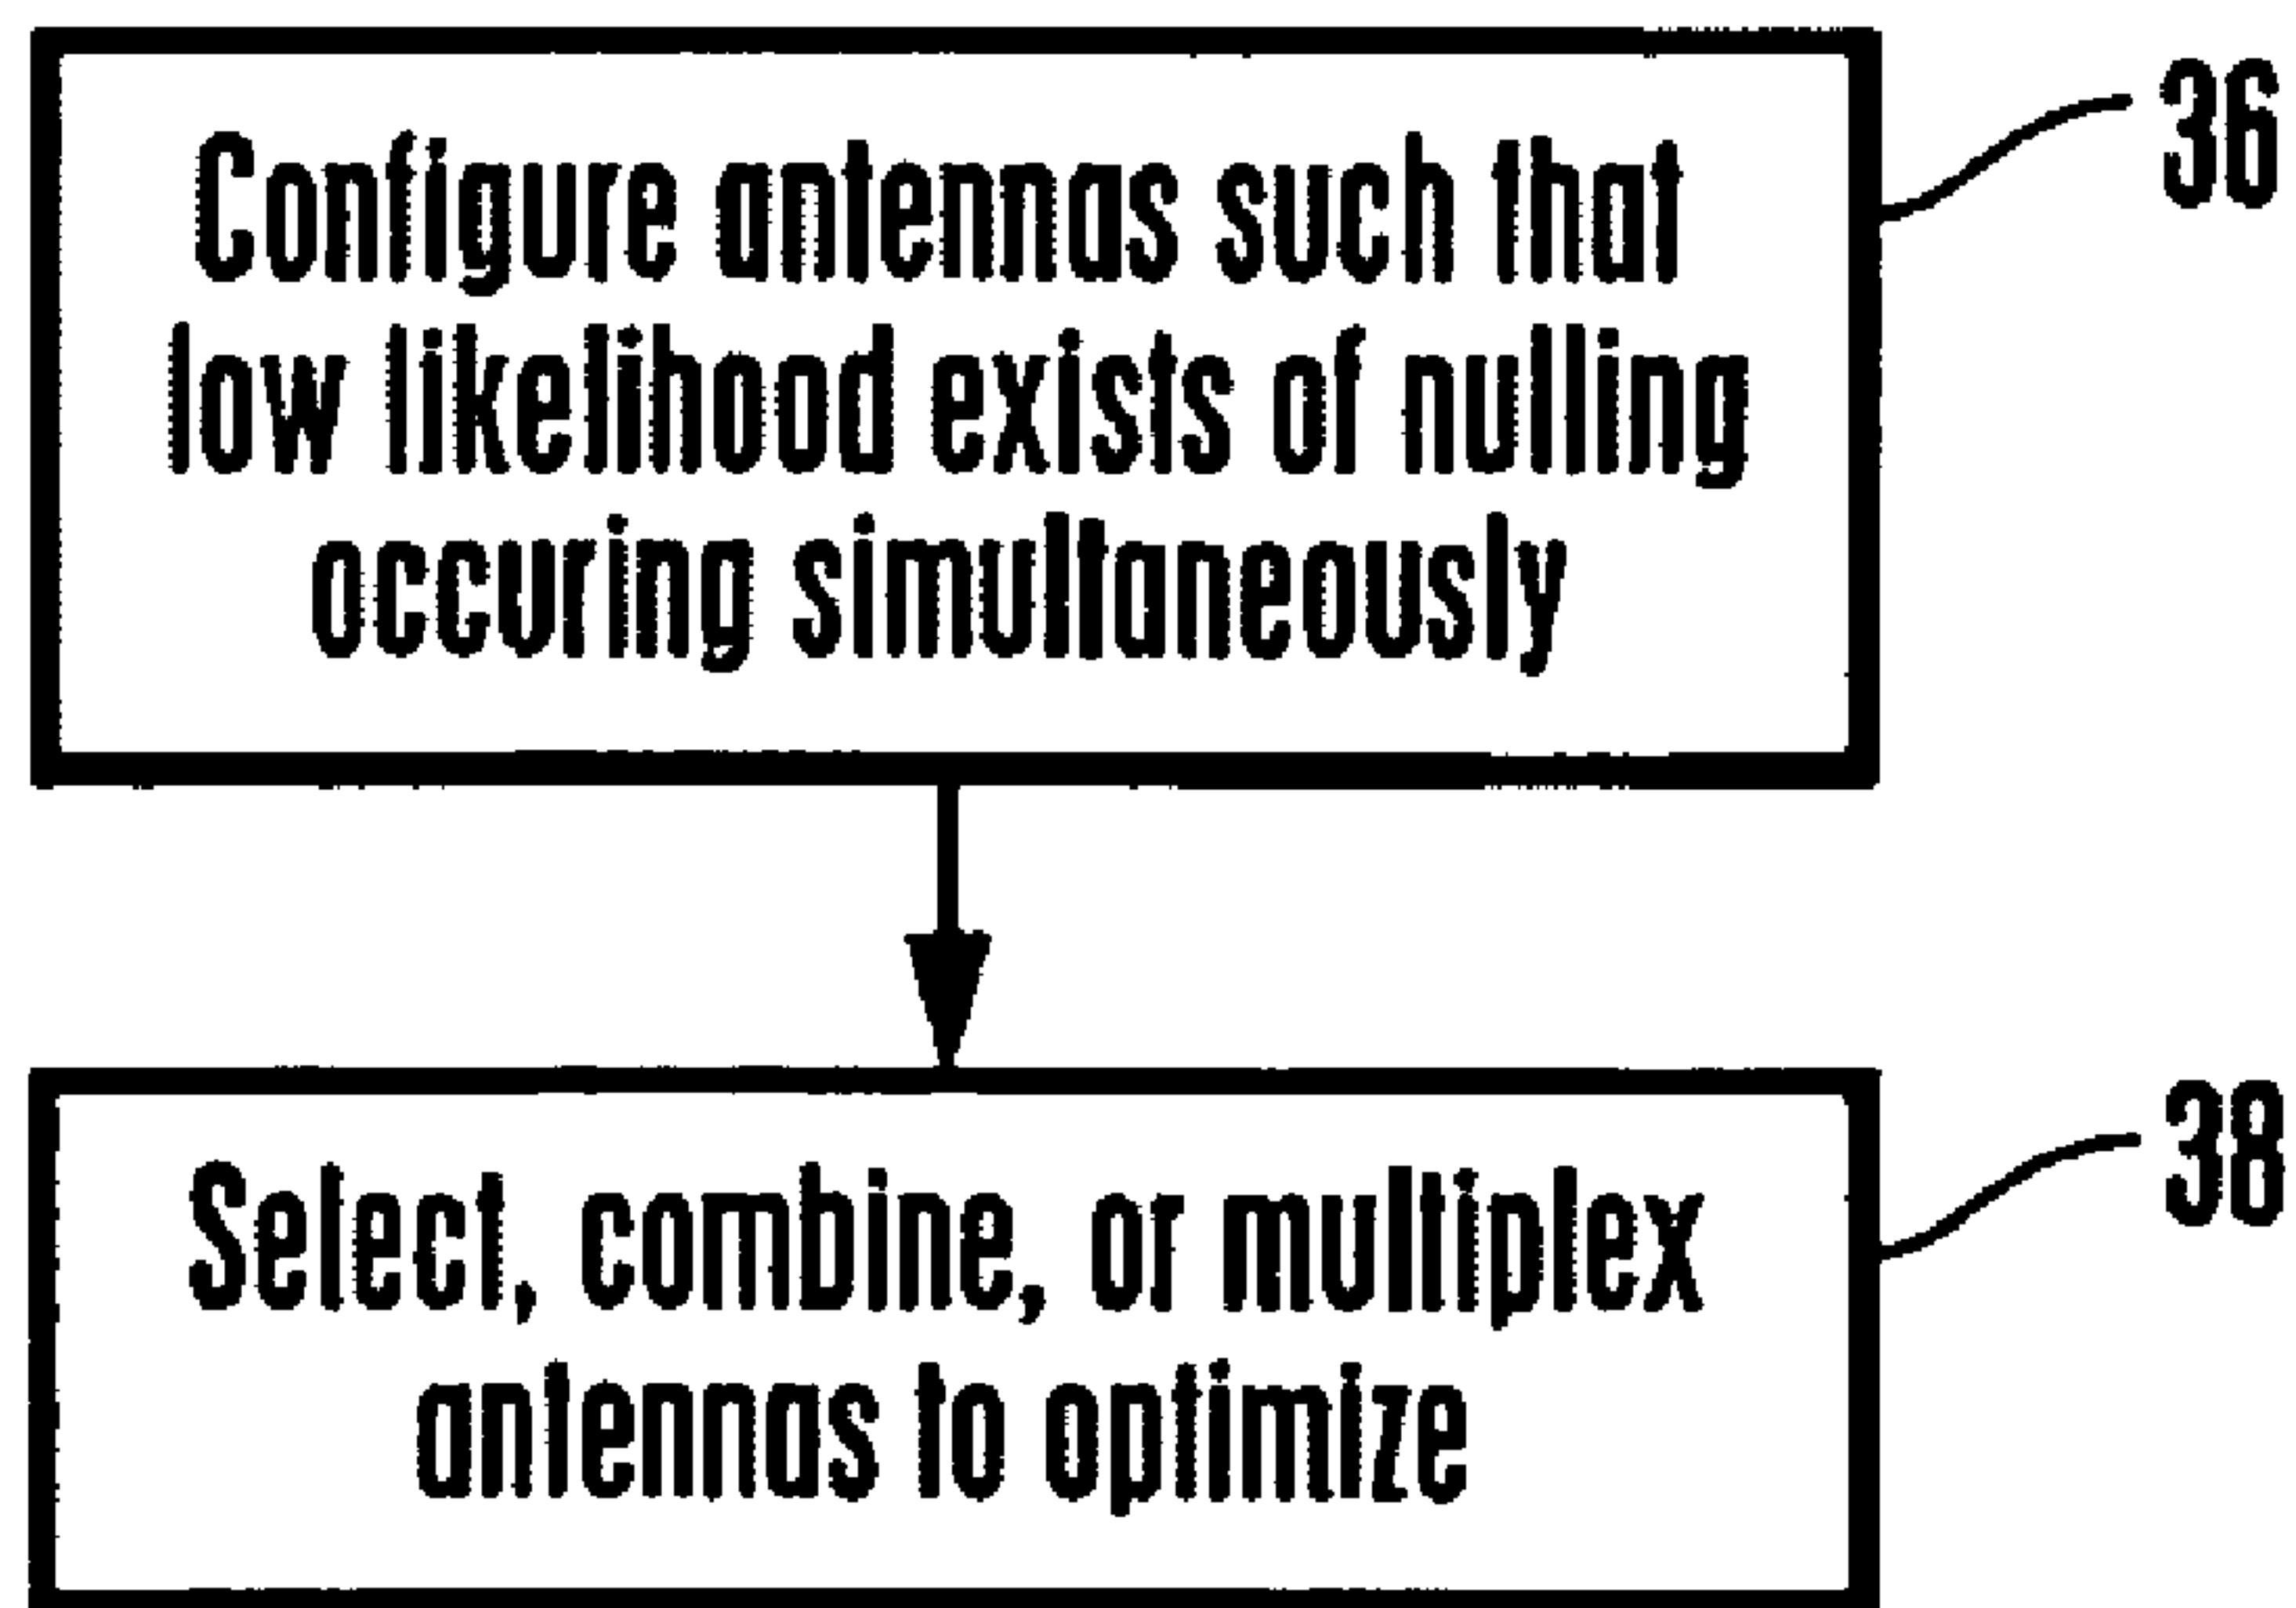 Configure antennas such that
36
low likelihood exists of nulling
occuring simultaneously
Select, combine, or multiplex
38
antennas to optimize